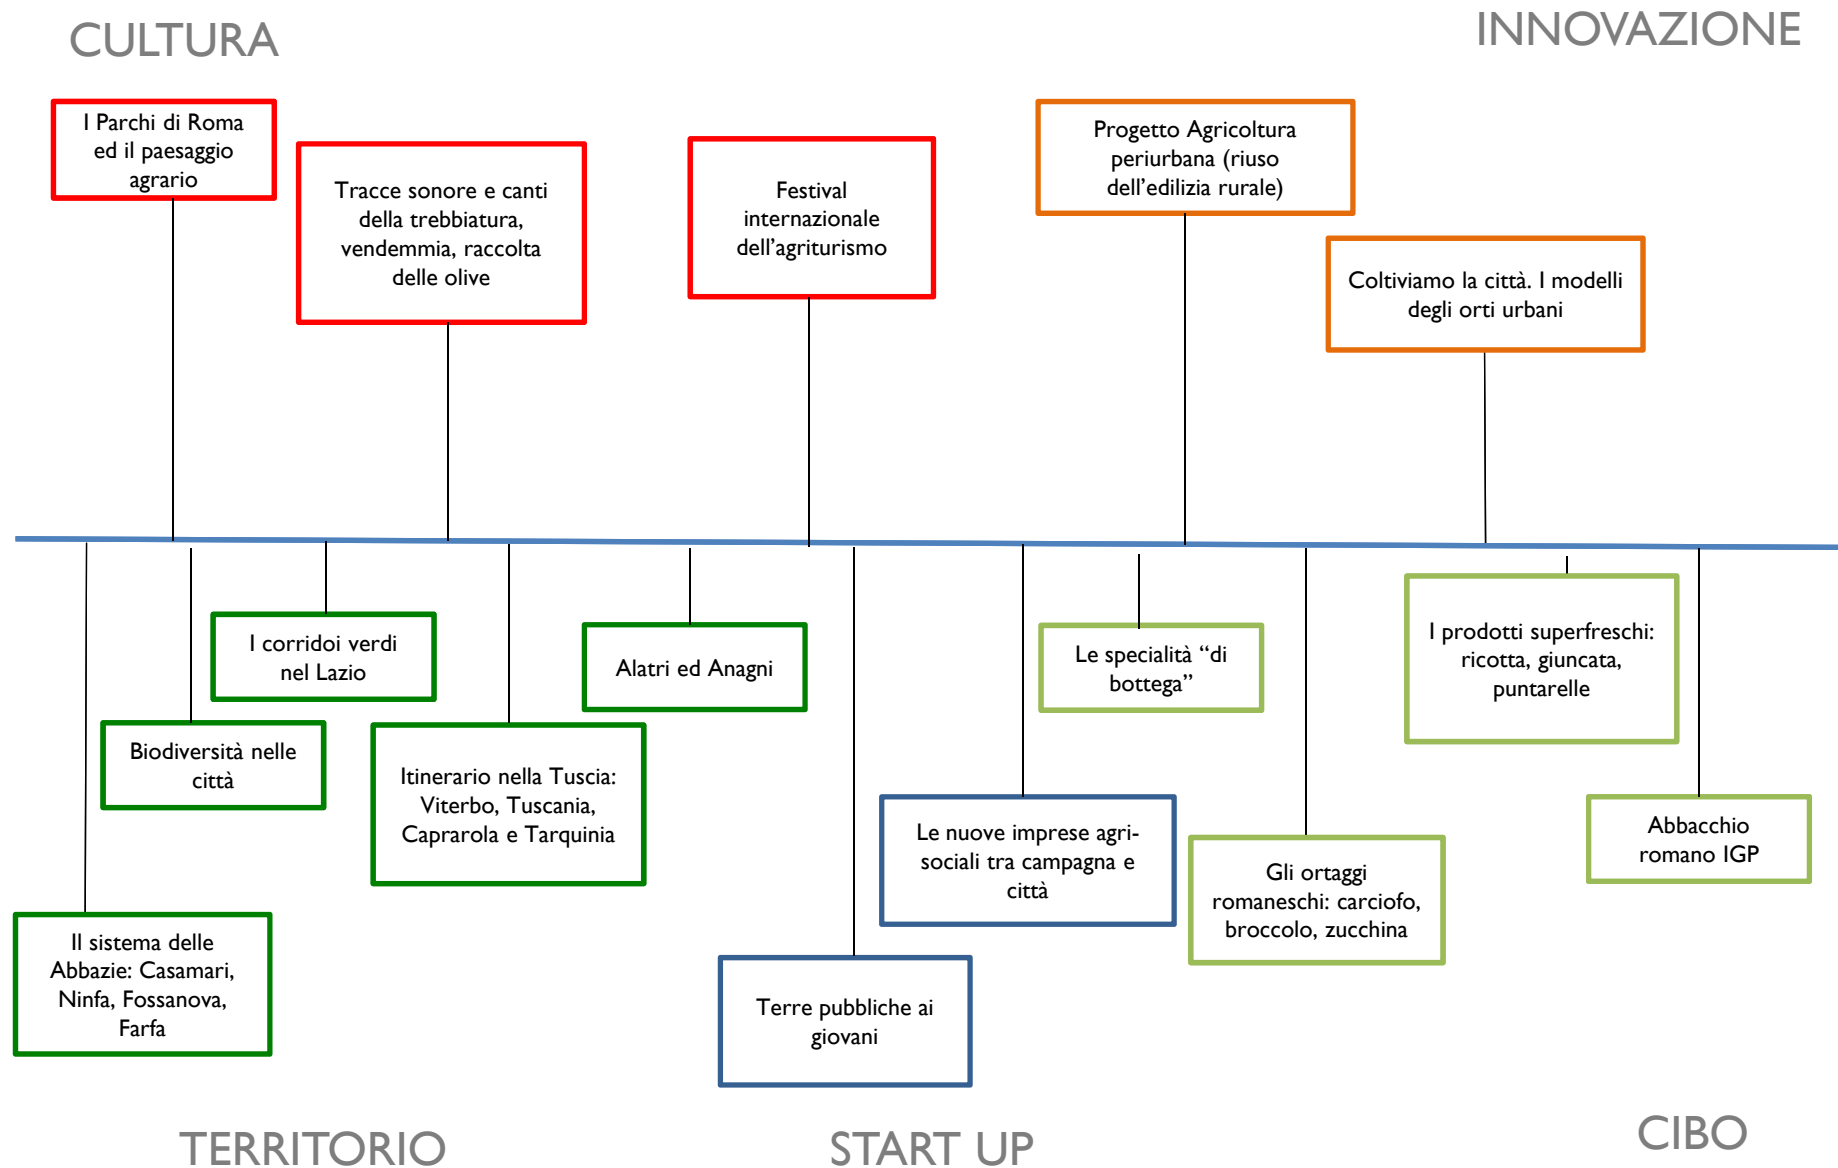 CULTURA
INNOVAZIONE
I Parchi di Roma
ed il paesaggio
agrario
Tracce sonore e canti
della trebbiatura,
vendemmia, raccolta
delle olive
Festival
internazionale
dell’agriturismo
Progetto Agricoltura
periurbana (riuso
dell’edilizia rurale)
Coltiviamo la città. I modelli
degli orti urbani
I corridoi verdi
nel Lazio
Alatri ed Anagni
Le specialità “di
bottega”
I prodotti superfreschi:
ricotta, giuncata,
puntarelle
Biodiversità nelle
città
Itinerario nella Tuscia:
Viterbo, Tuscania,
Caprarola e Tarquinia
Le nuove imprese agri-
sociali tra campagna e
città
Gli ortaggi
romaneschi: carciofo,
broccolo, zucchina
Abbacchio
romano IGP
Il sistema delle
Abbazie: Casamari,
Ninfa, Fossanova,
Farfa
Terre pubbliche ai
giovani
TERRITORIO
START UP
CIBO